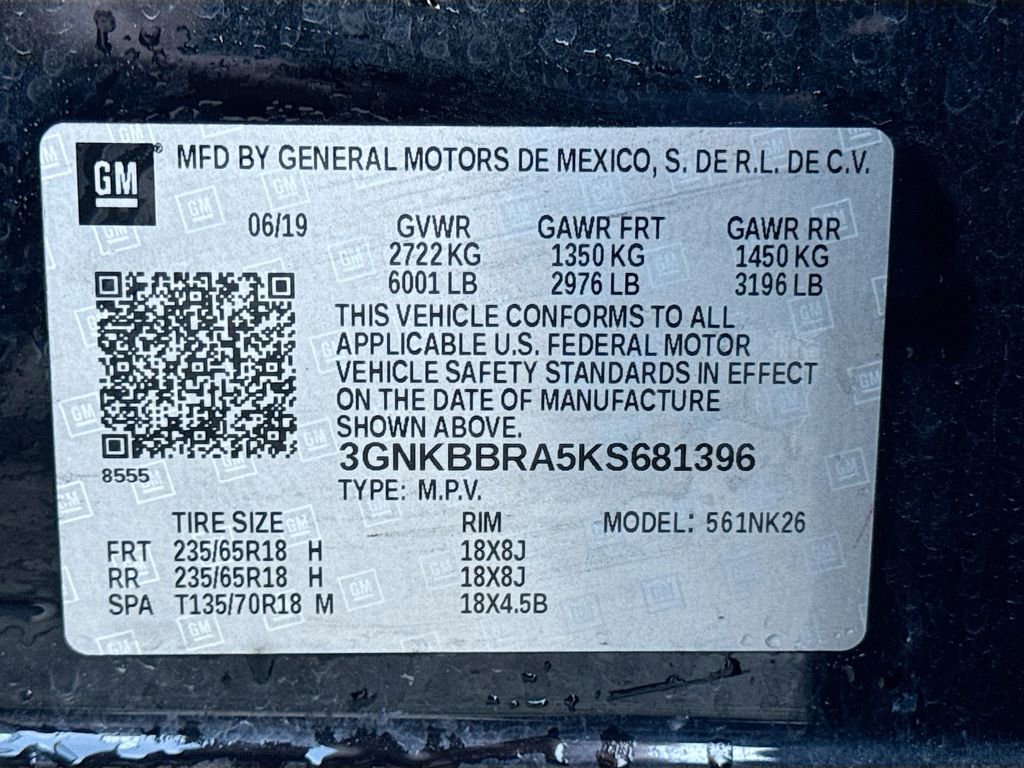 GM® MFD BY GENERAL MOTORS DE MEXICO, S. DE R.L. DE C.V.
06/19 GVWR GAWR FRT GAWR RR
2722 KG 1350 KG 1450 KG
6001 LB 2976 LB 3196 LB
THIS VEHICLE CONFORMS TO ALL
APPLICABLE U.S. FEDERAL MOTOR
VEHICLE SAFETY STANDARDS IN EFFECT
ON THE DATE OF MANUFACTURE
SHOWN ABOVE.
3GNKBBRA5KS681396
8555
TYPE: M.P.V.
TIRE SIZE RIM MODEL: 561NK26
FRT 235/65R18 H 18X8J
RR 235/65R18 H 18X8J
SPA T135/70R18 M 18X4.5B